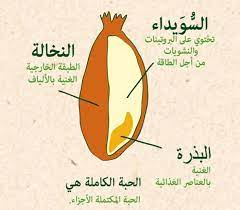 السُّوَيداء
تحتوي على البروتينات
والنشويات
من أجل الطاقة
النخالة
الطبقة الخارجية
الغنية بالألياف
البذرة
الغنية
بالعناصر الغذائية
الحبة الكاملة هي
الحبة المكتملة الأجزاء.